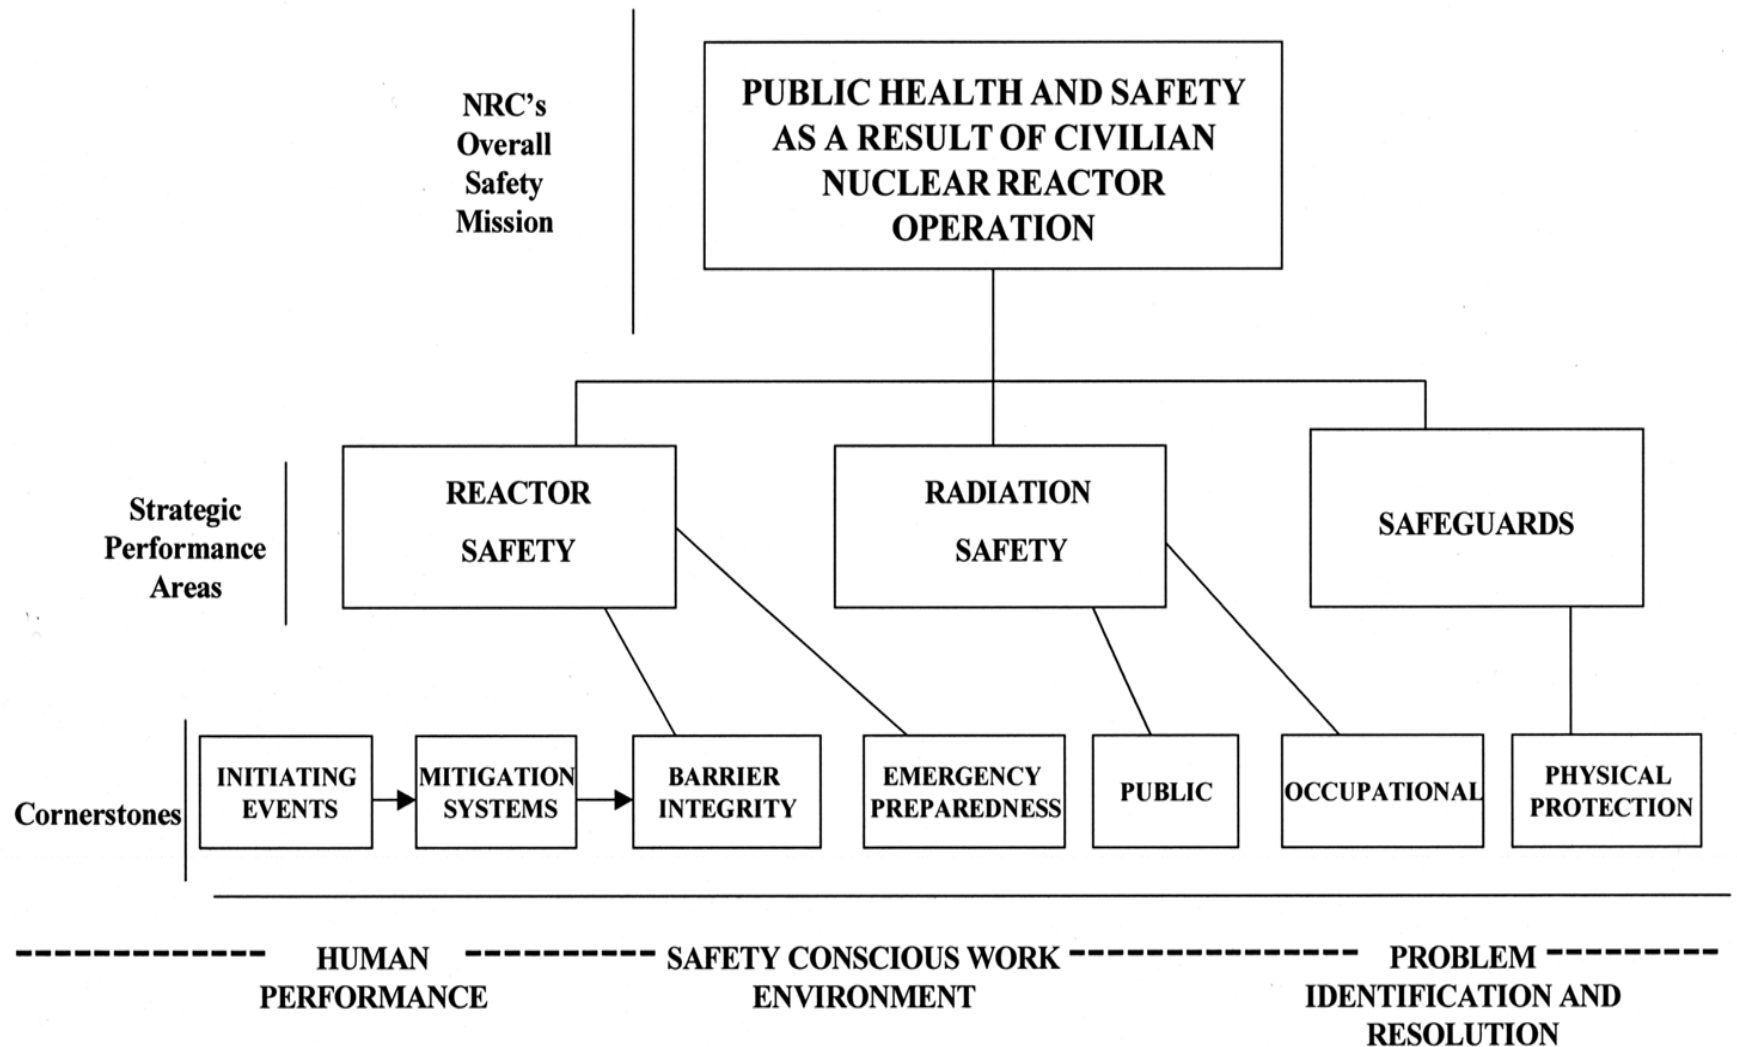 NRC's
Overall
Safety
Mission
PUBLIC HEALTH AND SAFETY
AS A RESULT OF CIVILIAN
NUCLEAR REACTOR
OPERATION
Strategic
Performance
Areas
REACTOR
SAFETY
RADIATION
SAFETY
SAFEGUARDS
Cornerstones
INITIATING
EVENTS
MITIGATION
SYSTEMS
BARRIER
INTEGRITY
EMERGENCY
PREPAREDNESS
PUBLIC
OCCUPATIONAL
PHYSICAL
PROTECTION
HUMAN
PERFORMANCE
SAFETY CONSCIOUS WORK
ENVIRONMENT
PROBLEM
IDENTIFICATION AND
RESOLUTION